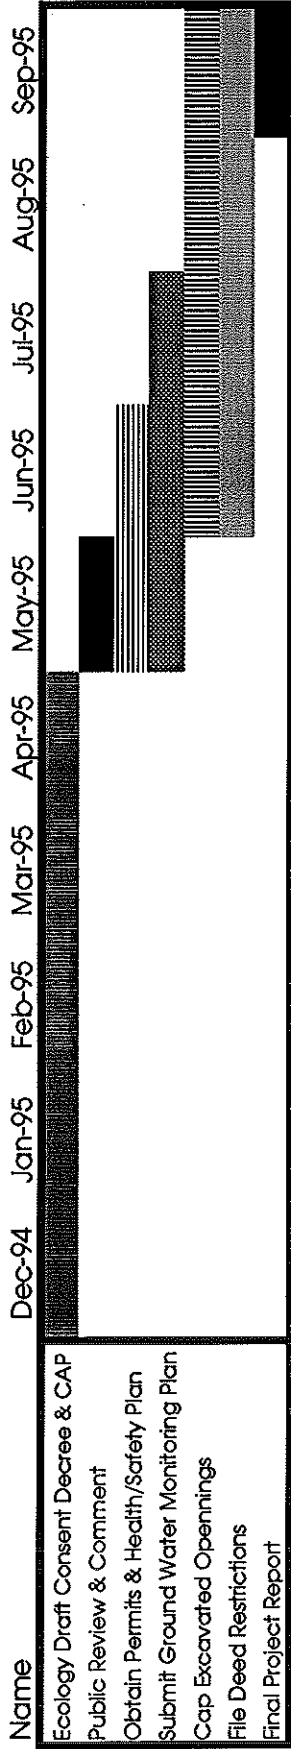 Name Dec-94 Jan-95 Feb-95 Mar-95 Apr-95 May-95 Jun-95 Jul-95 Aug-95 Sep-95
Ecology Draft Consent Decree & CAP
Public Review & Comment
Obtain Permits & Health/Safety Plan
Submit Ground Water Monitoring Plan
Cap Excavated Opennings
File Deed Restrictions
Final Project Report